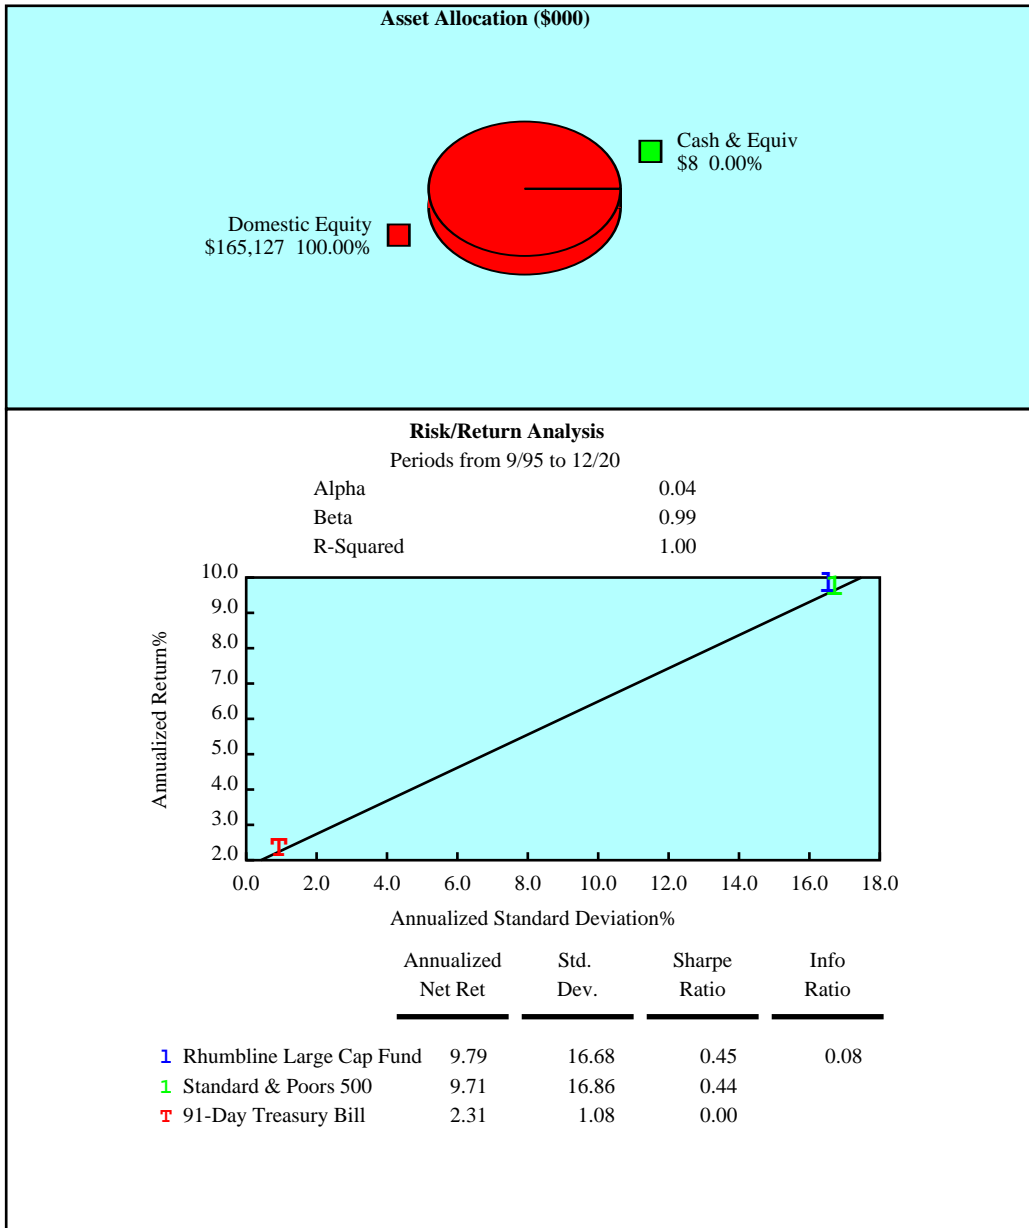 Asset Allocation ($000)
Cash & Equiv
$8 0.00%
Domestic Equity
$165,127 100.00%
Risk/Return Analysis
Periods from 9/95 to 12/20
Alpha 0.04
Beta 0.99
R-Squared 1.00
10.0
9.0
8.0
7.0
6.0
5.0
4.0
3.0
2.0
Annualized Return%
1
1
T
0.0 2.0 4.0 6.0 8.0 10.0 12.0 14.0 16.0 18.0
Annualized Standard Deviation%
Annualized Std. Sharpe Info
Net Ret Dev. Ratio Ratio
1 Rhumbline Large Cap Fund 9.79 16.68 0.45 0.08
1 Standard & Poors 500 9.71 16.86 0.44
T 91-Day Treasury Bill 2.31 1.08 0.00